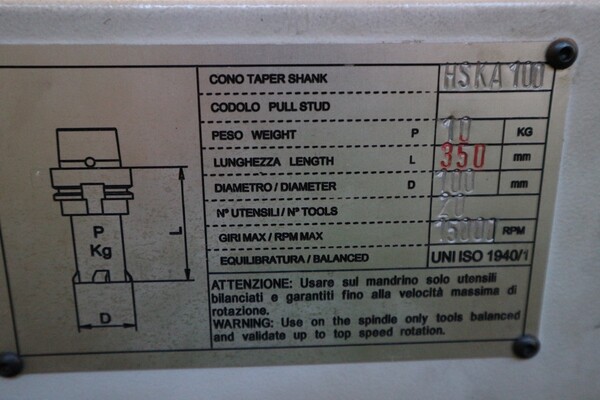 CONO TAPER SHANK HSKA 100
CODOLO PULL STUD
PESO WEIGHT P 10 KG
LUNGHEZZA LENGTH L 350 mm
DIAMETRO / DIAMETER D 100 mm
N° UTENSILI / N° TOOLS 20
GIRI MAX / RPM MAX 16000 RPM
EQUILIBRATURA / BALANCED UNI ISO 1940/1
P
Kg
L
D
ATTENZIONE: Usare sul mandrino solo utensili
bilanciati e garantiti fino alla velocità massima di
rotazione.
WARNING: Use on the spindle only tools balanced
and validate up to top speed rotation.